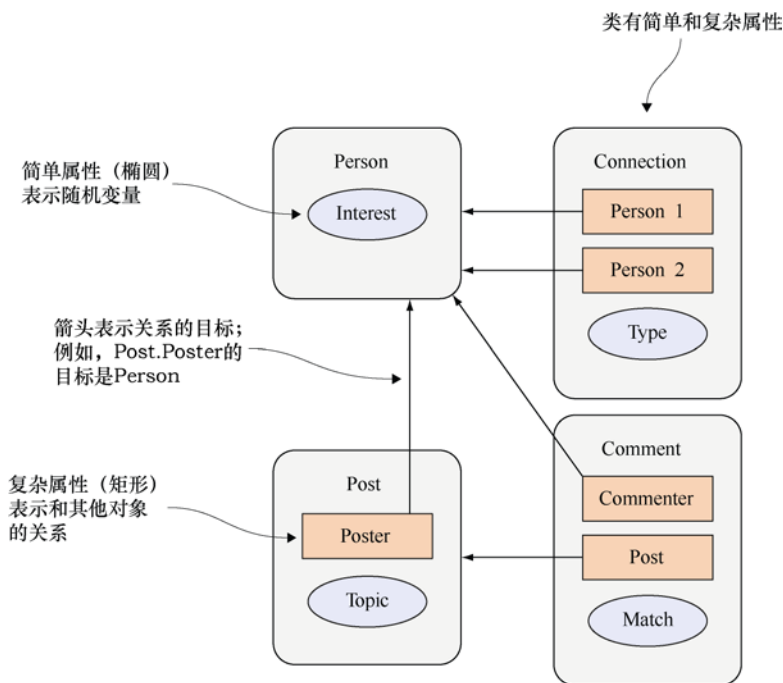 类有简单和复杂属性
Person
Interest
Connection
Person 1
Person 2
Type
简单属性（椭圆）
表示随机变量
箭头表示关系的目标；
例如，Post.Poster的
目标是Person
复杂属性（矩形）
表示和其他对象
的关系
Post
Poster
Topic
Comment
Commenter
Post
Match